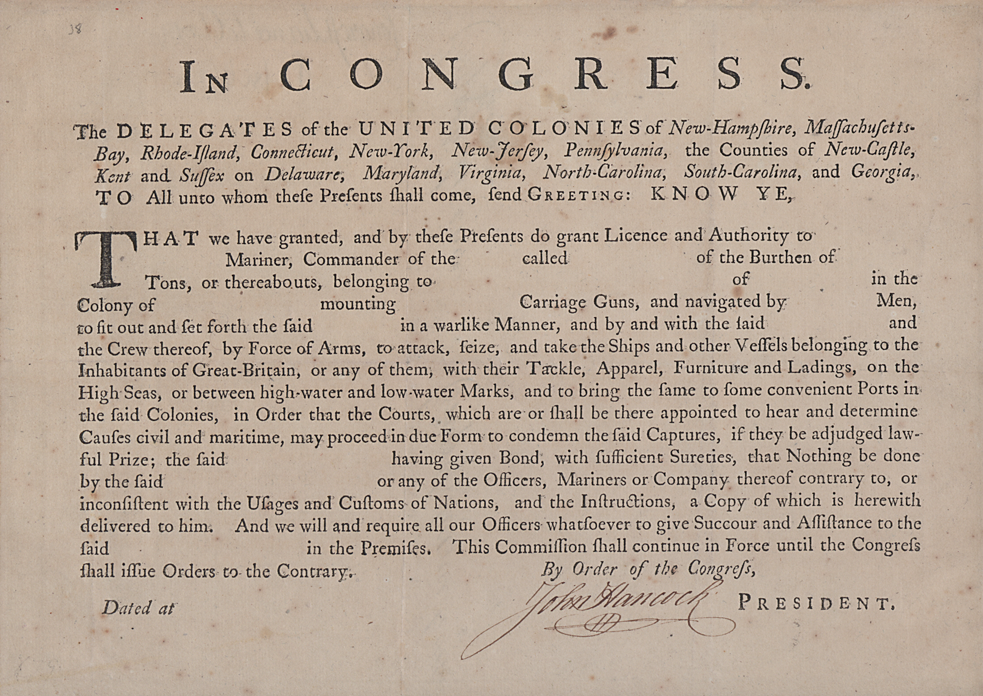 18
In CONGRESS.
The DELEGATES of the UNITED COLONIES of New-Hampſhire, Maſſachuſetts-
Bay, Rhode-Iſland, Connecticut, New-York, New-Jerſey, Pennſylvania, the Counties of New-Caſtle,
Kent and Suſſex on Delaware, Maryland, Virginia, North-Carolina, South-Carolina, and Georgia,
TO All unto whom theſe Preſents ſhall come, ſend GREETING: KNOW YE,
THAT we have granted, and by theſe Preſents do grant Licence and Authority to
Mariner, Commander of the called of the Burthen of
Tons, or thereabouts, belonging to of in the
Colony of mounting Carriage Guns, and navigated by Men,
to fit out and ſet forth the ſaid in a warlike Manner, and by and with the ſaid and
the Crew thereof, by Force of Arms, to attack, ſeize, and take the Ships and other Veſſels belonging to the
Inhabitants of Great-Britain, or any of them, with their Tackle, Apparel, Furniture and Ladings, on the
High Seas, or between high-water and low-water Marks, and to bring the ſame to ſome convenient Ports in
the ſaid Colonies, in Order that the Courts, which are or ſhall be there appointed to hear and determine
Cauſes civil and maritime, may proceed in due Form to condemn the ſaid Captures, if they be adjudged law-
ful Prize; the ſaid having given Bond, with ſufficient Sureties, that Nothing be done
by the ſaid or any of the Officers, Mariners or Company thereof contrary to, or
inconſiſtent with the Uſages and Cuſtoms of Nations, and the Inſtructions, a Copy of which is herewith
delivered to him. And we will and require all our Officers whatſoever to give Succour and Aſſiſtance to the
ſaid in the Premiſes. This Commiſſion ſhall continue in Force until the Congreſs
ſhall iſſue Orders to the Contrary.
By Order of the Congreſs,
Dated at John Hancock PRESIDENT.